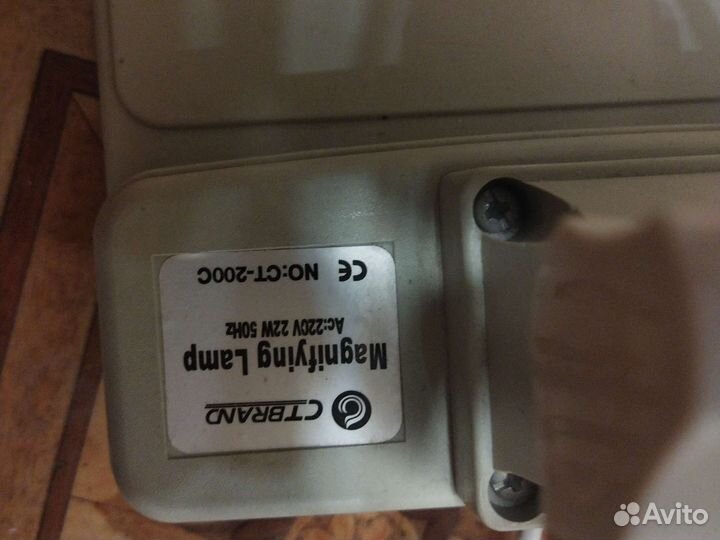 CTBRAND
Magnifying Lamp
Ac:220V 22W 50Hz
CE NO:CT-200C
Avito